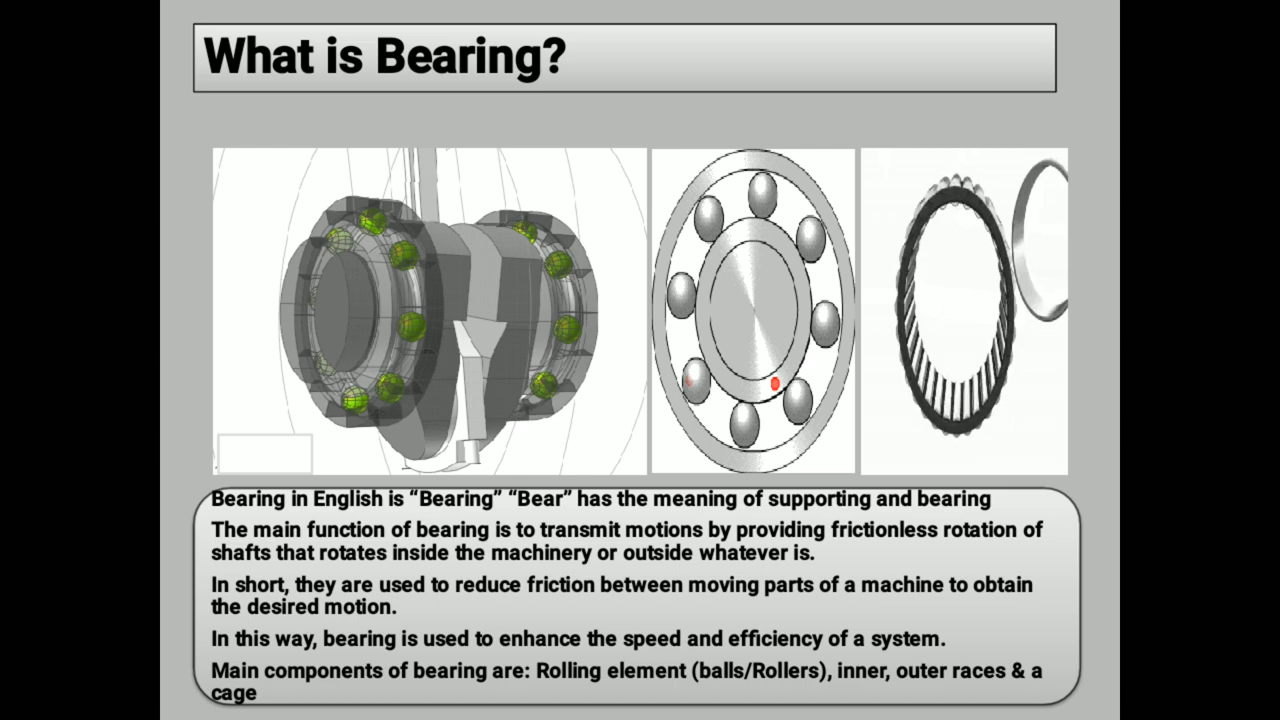 What is Bearing?
Bearing in English is “Bearing” “Bear” has the meaning of supporting and bearing
The main function of bearing is to transmit motions by providing frictionless rotation of
shafts that rotates inside the machinery or outside whatever is.
In short, they are used to reduce friction between moving parts of a machine to obtain
the desired motion.
In this way, bearing is used to enhance the speed and efficiency of a system.
Main components of bearing are: Rolling element (balls/Rollers), inner, outer races & a
cage